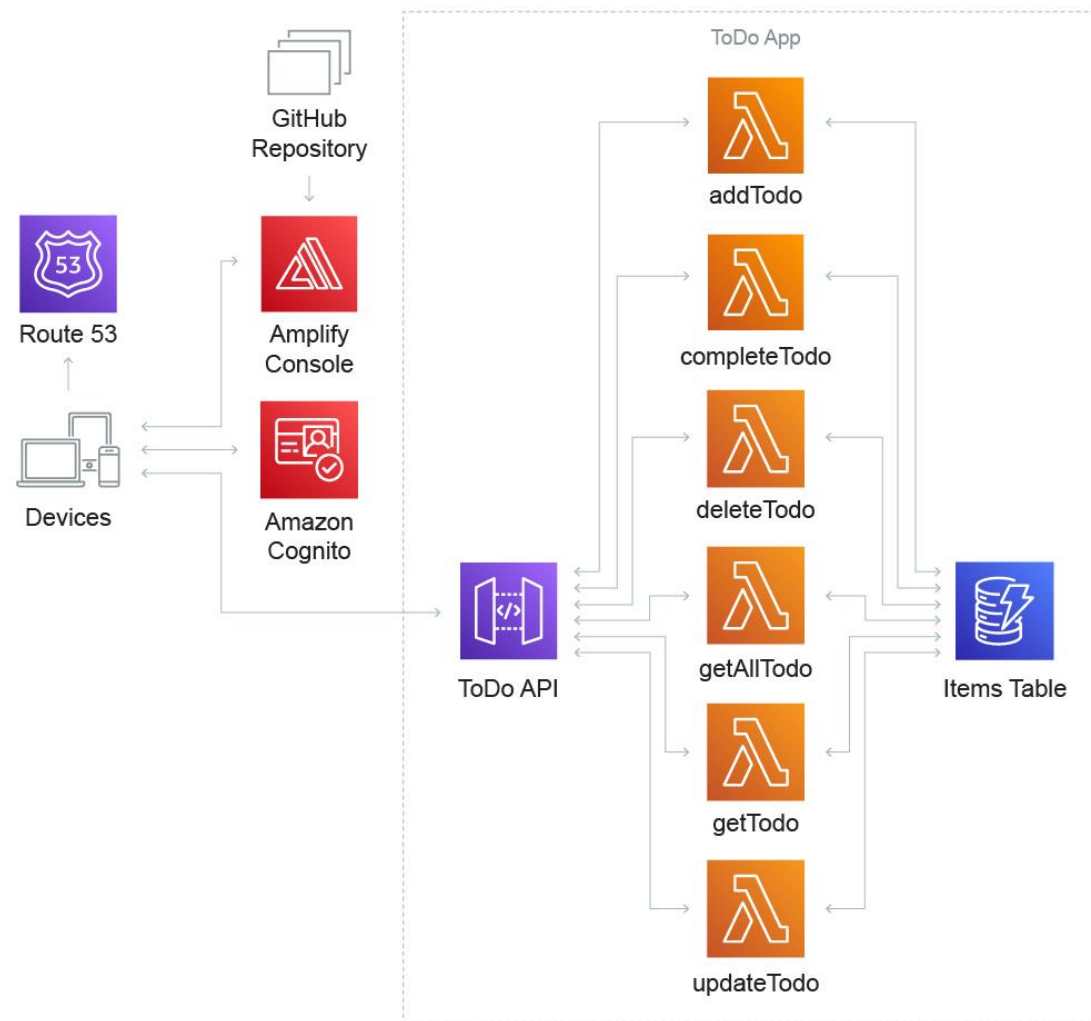 ToDo App
GitHub
Repository
addTodo
53
Route 53
Amplify
Console
completeTodo
Devices
Amazon
Cognito
deleteTodo
</>
ToDo API
getAllTodo
Items Table
getTodo
updateTodo